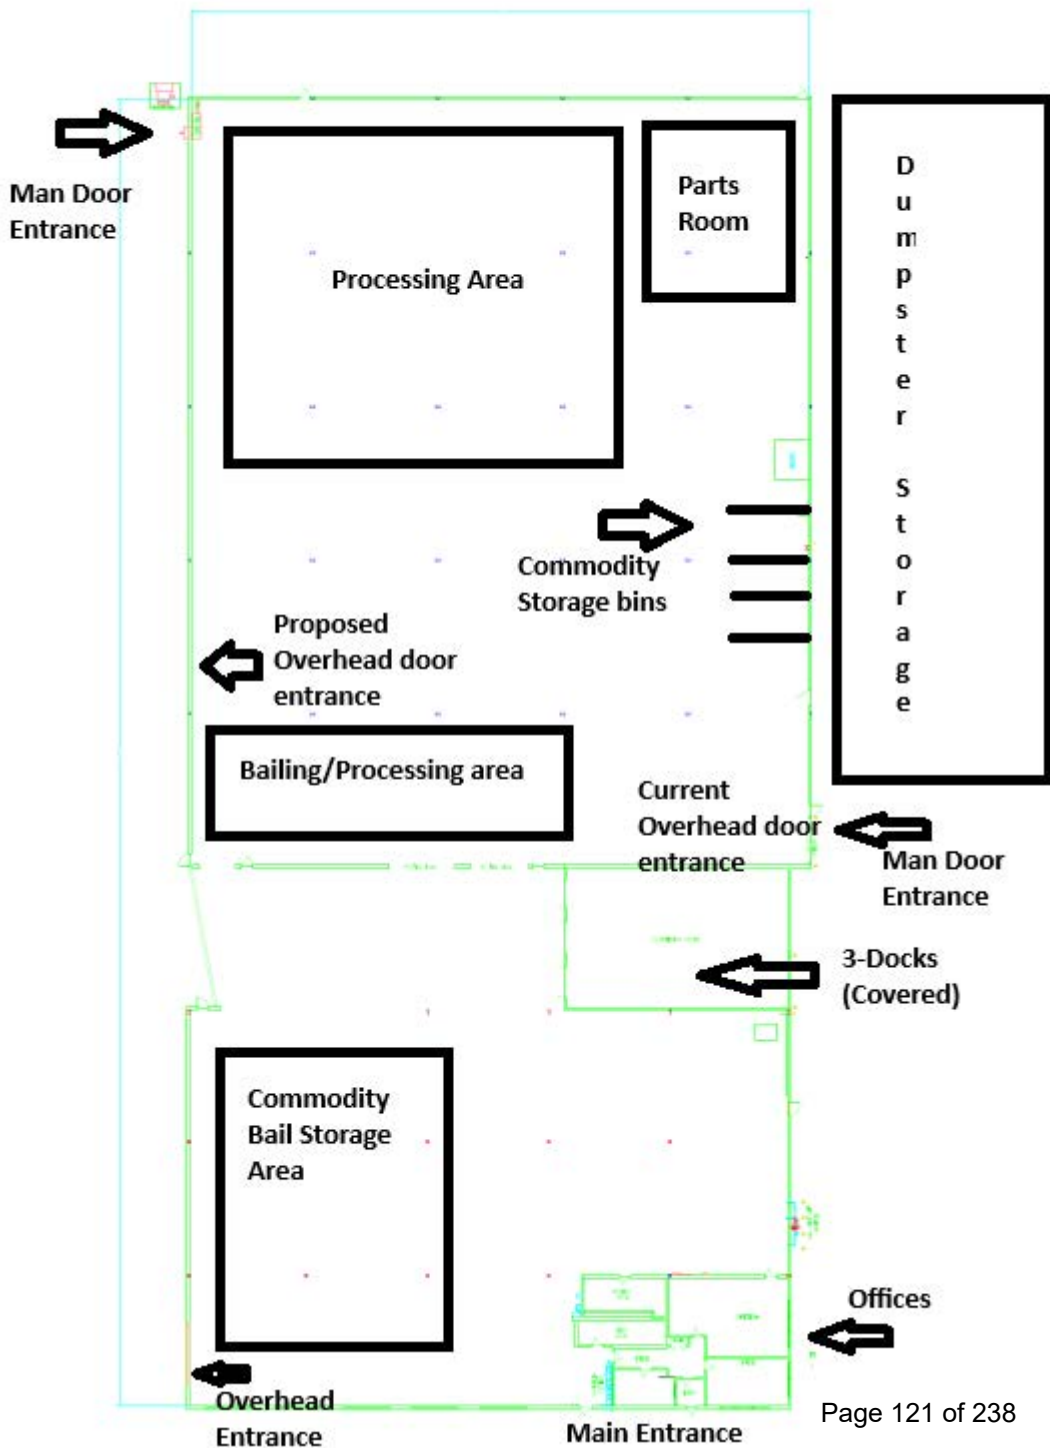 Man Door
Entrance
Processing Area
Parts
Room
Dumpster Storage
Commodity
Storage bins
Proposed
Overhead door
entrance
Bailing/Processing area
Current
Overhead door
entrance
Man Door
Entrance
3-Docks
(Covered)
Commodity
Bail Storage
Area
Offices
Overhead
Entrance
Main Entrance
Page 121 of 238